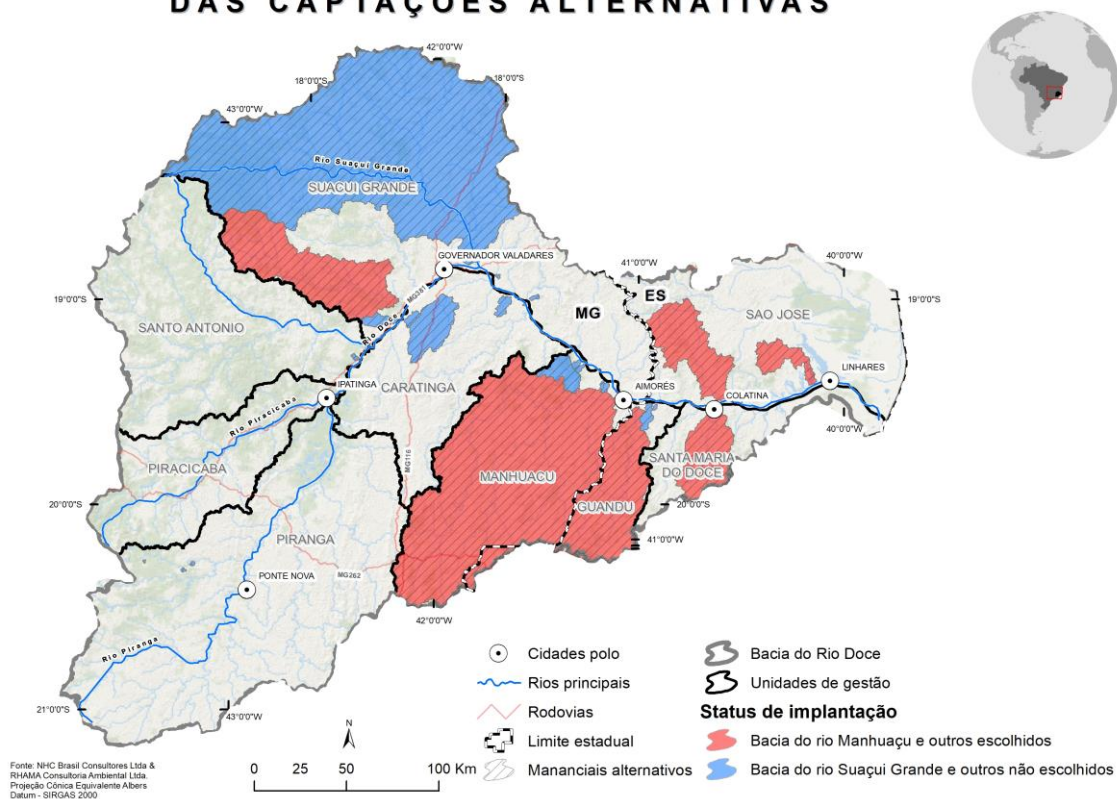 DAS CAPTAÇÕES ALTERNATIVAS
42°0'0"W
18°0'0"S
18°0'0"S
43°0'0"W
Rio Suaçuí Grande
SUACUI GRANDE
GOVERNADOR VALADARES
41°0'0"W
40°0'0"W
19°0'0"S
19°0'0"S
MG381
Rio Doce
ES
MG
SAO JOSE
SANTO ANTONIO
LINHARES
IPATINGA
CARATINGA
AIMORÉS
COLATINA
Rio Piracicaba
40°0'0"W
SANTA MARIA
DO DOCE
PIRACICABA
MG116
MANHUACU
GUANDU
20°0'0"S
20°0'0"S
PIRANGA
41°0'0"W
PONTE NOVA
MG262
42°0'0"W
Rio Piranga
21°0'0"S
43°0'0"W
Cidades polo
Rios principais
Rodovias
Limite estadual
Mananciais alternativos
Bacia do Rio Doce
Unidades de gestão
Status de implantação
Bacia do rio Manhuaçu e outros escolhidos
Bacia do rio Suaçui Grande e outros não escolhidos
N
0 25 50 100 Km
Fonte: NHC Brasil Consultores Ltda &
RHAMA Consultoria Ambiental Ltda.
Projeção Cônica Equivalente Albers
Datum - SIRGAS 2000